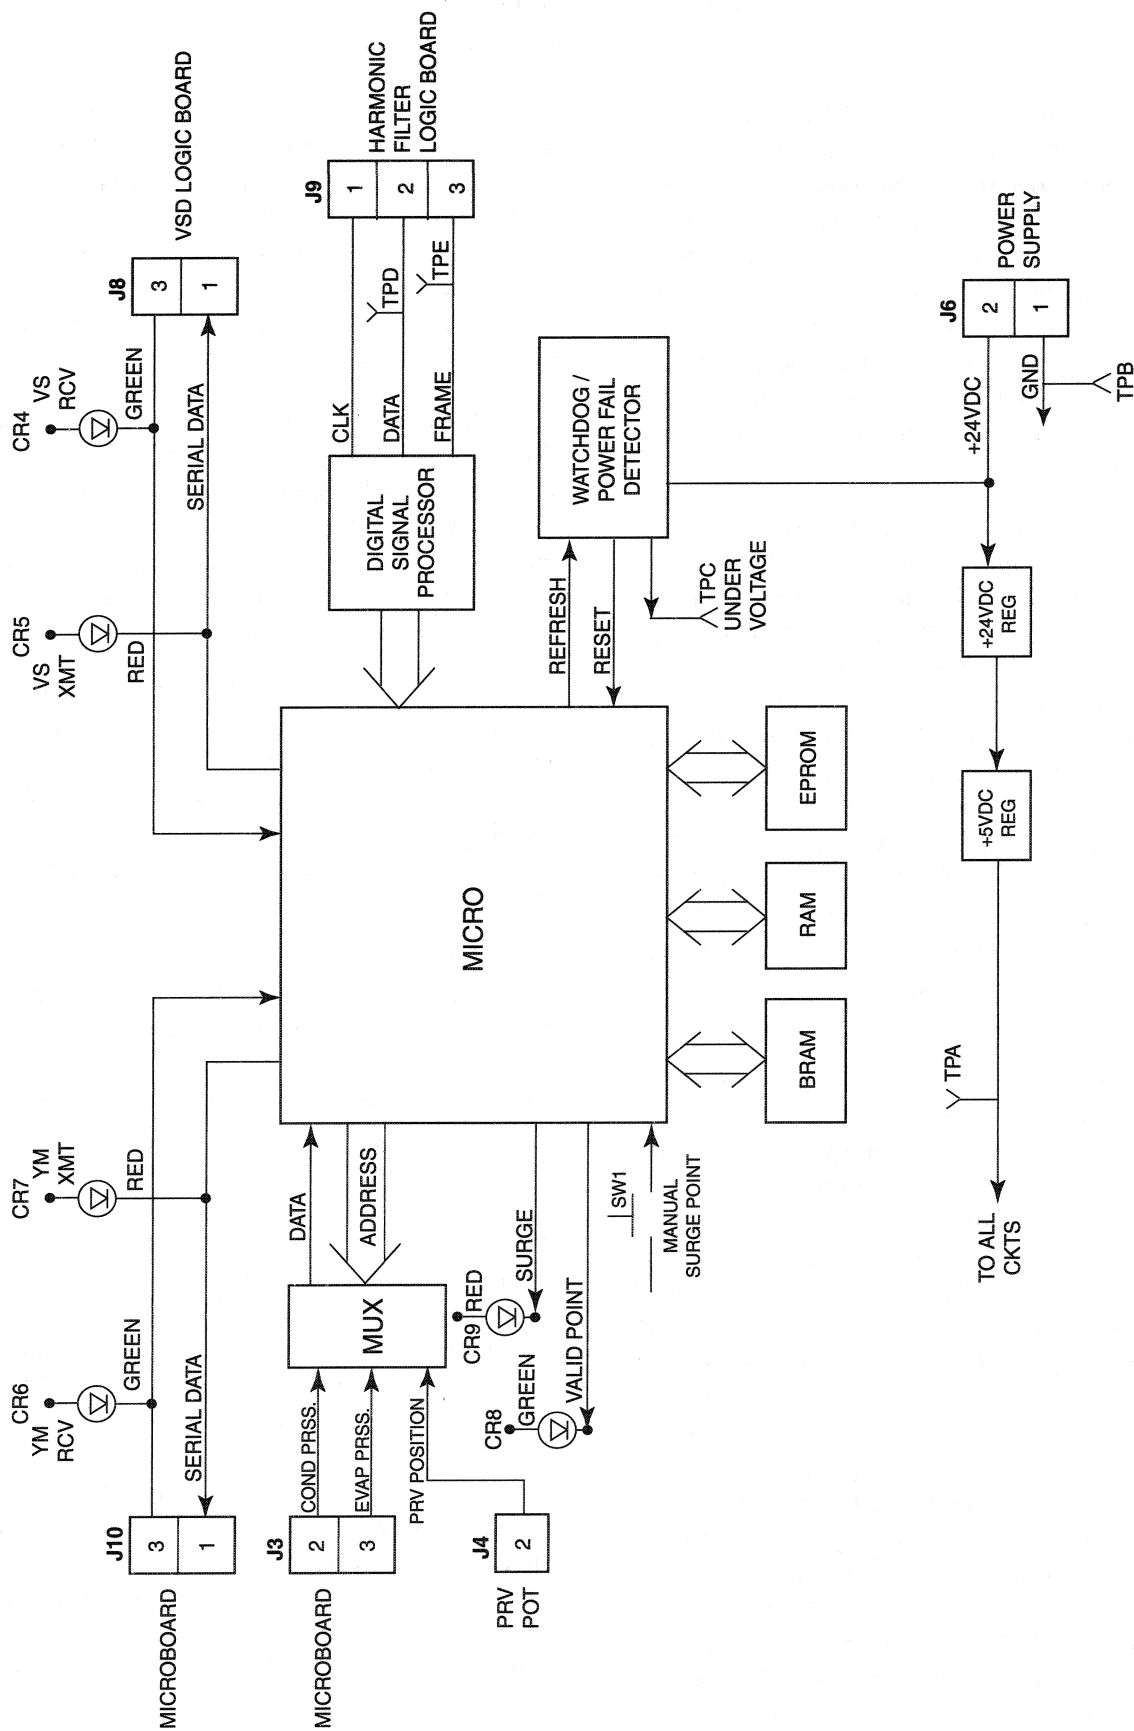 J10
3
1
MICROBOARD
CR6
YM
RCV
GREEN
SERIAL DATA
CR7
YM
XMT
RED
CR5
VS
XMT
RED
CR4
VS
RCV
GREEN
SERIAL DATA
J8
3
1
VSD LOGIC BOARD
J3
2
3
MICROBOARD
COND PRSS.
EVAP PRSS.
PRV POSITION
J4
2
PRV
POT
MUX
DATA
ADDRESS
CR9
RED
SURGE
CR8
GREEN
VALID POINT
SW1
MANUAL
SURGE POINT
MICRO
DIGITAL
SIGNAL
PROCESSOR
CLK
DATA
FRAME
TPD
TPE
J9
1
2
3
HARMONIC
FILTER
LOGIC BOARD
REFRESH
RESET
WATCHDOG /
POWER FAIL
DETECTOR
TPC
UNDER
VOLTAGE
BRAM
RAM
EPROM
TO ALL
CKTS
TPA
+5VDC
REG
+24VDC
REG
+24VDC
GND
TPB
J6
2
1
POWER
SUPPLY